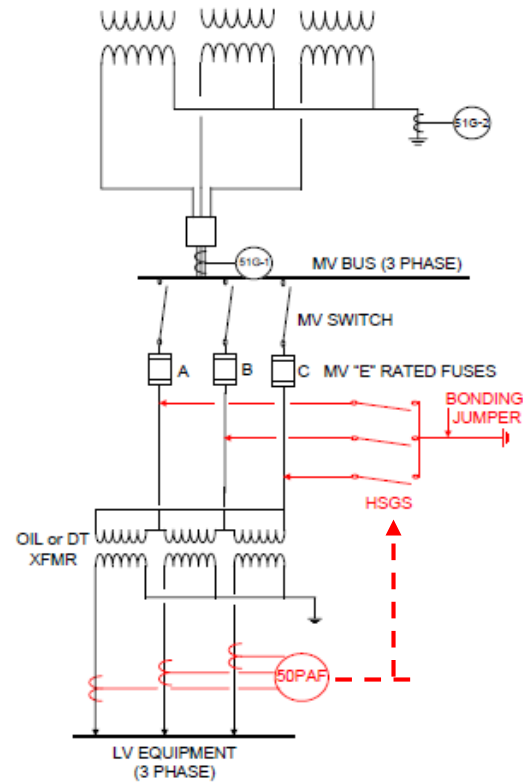 51G-2
51G-1
MV BUS (3 PHASE)
MV SWITCH
A
B
C
MV "E" RATED FUSES
BONDING
JUMPER
HSGS
OIL or DT
XFMR
50PAF
LV EQUIPMENT
(3 PHASE)